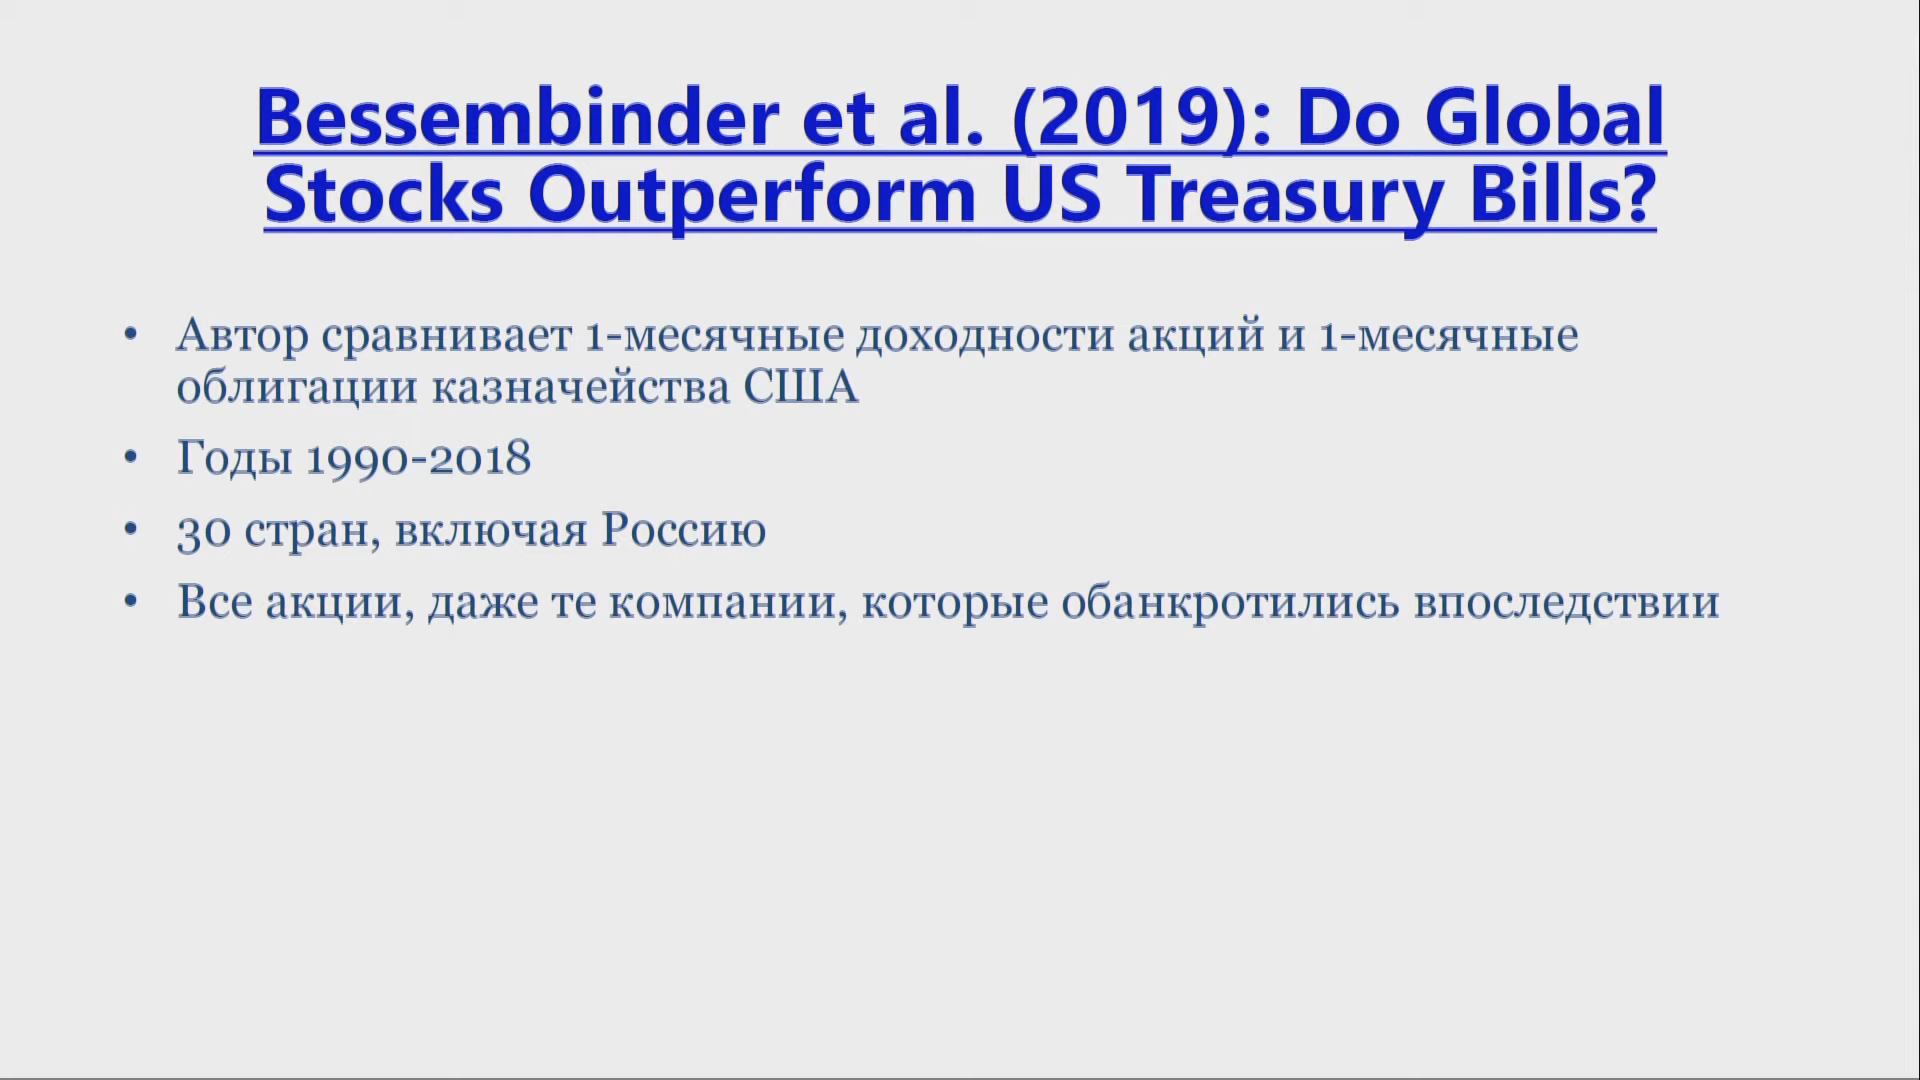 Bessembinder et al. (2019): Do Global
Stocks Outperform US Treasury Bills?
• Автор сравнивает 1-месячные доходности акций и 1-месячные
облигации казначейства США
• Годы 1990-2018
• 30 стран, включая Россию
• Все акции, даже те компании, которые обанкротились впоследствии